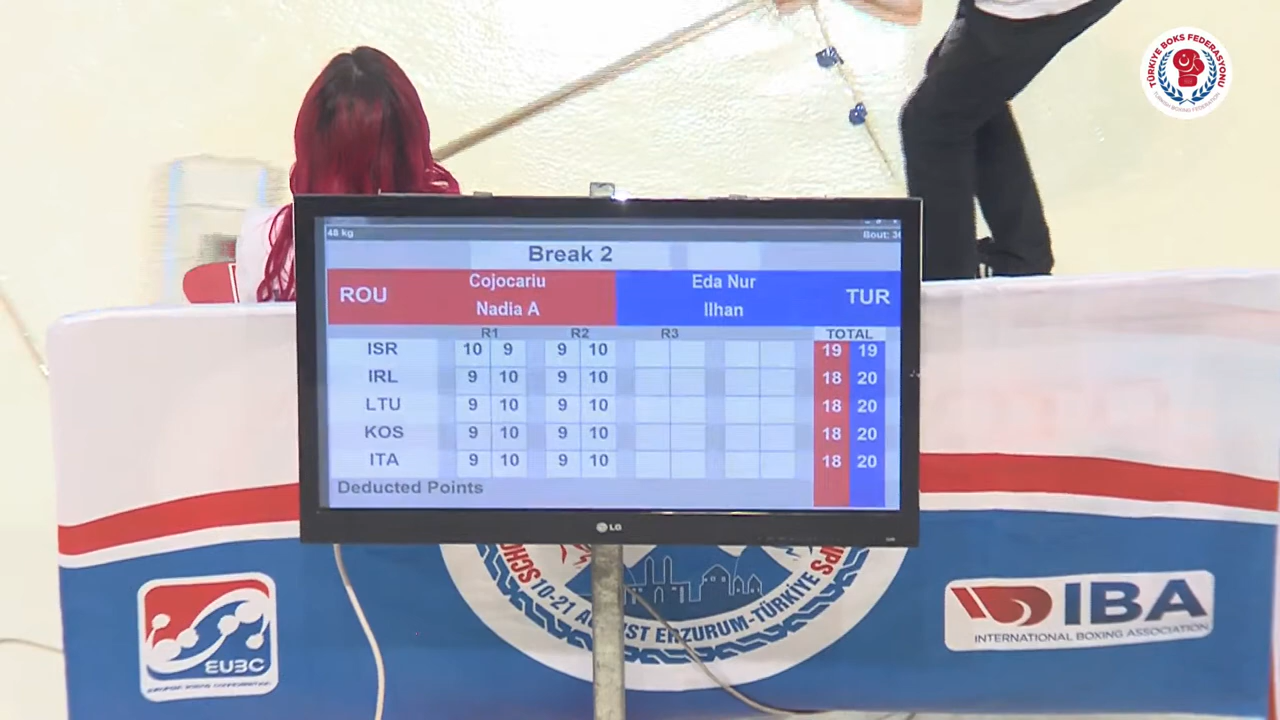 TÜRKİYE BOKS FEDERASYONU
TURKISH BOXING FEDERATION
48 kg
Bout: 
Break 2
ROU Cojocariu Nadia A Eda Nur Ilhan TUR
R1 R2 R3 TOTAL
ISR 10 9 9 10 19 19
IRL 9 10 9 10 18 20
LTU 9 10 9 10 18 20
KOS 9 10 9 10 18 20
ITA 9 10 9 10 18 20
Deducted Points
LG
10-21 ERZURUM-TÜRKİYE
EUBC
IBA
INTERNATIONAL BOXING ASSOCIATION